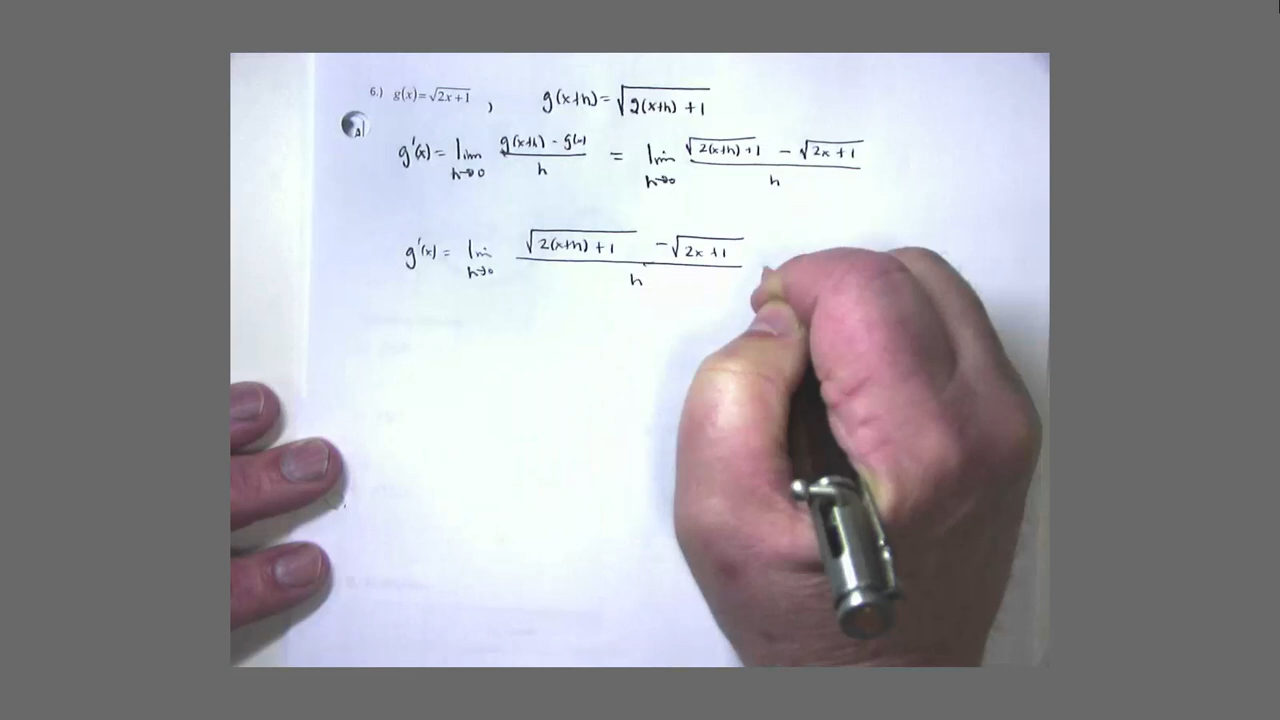 6.) g(x)=√2x+1 , g(x+h)= √2(x+h) +1
a)
g'(x) = lim h→0 g(x+h) - g(x) / h = lim h→0 √2(x+h)+1 - √2x+1 / h
g'(x) = lim h→0 √2(x+h)+1 - √2x+1 / h